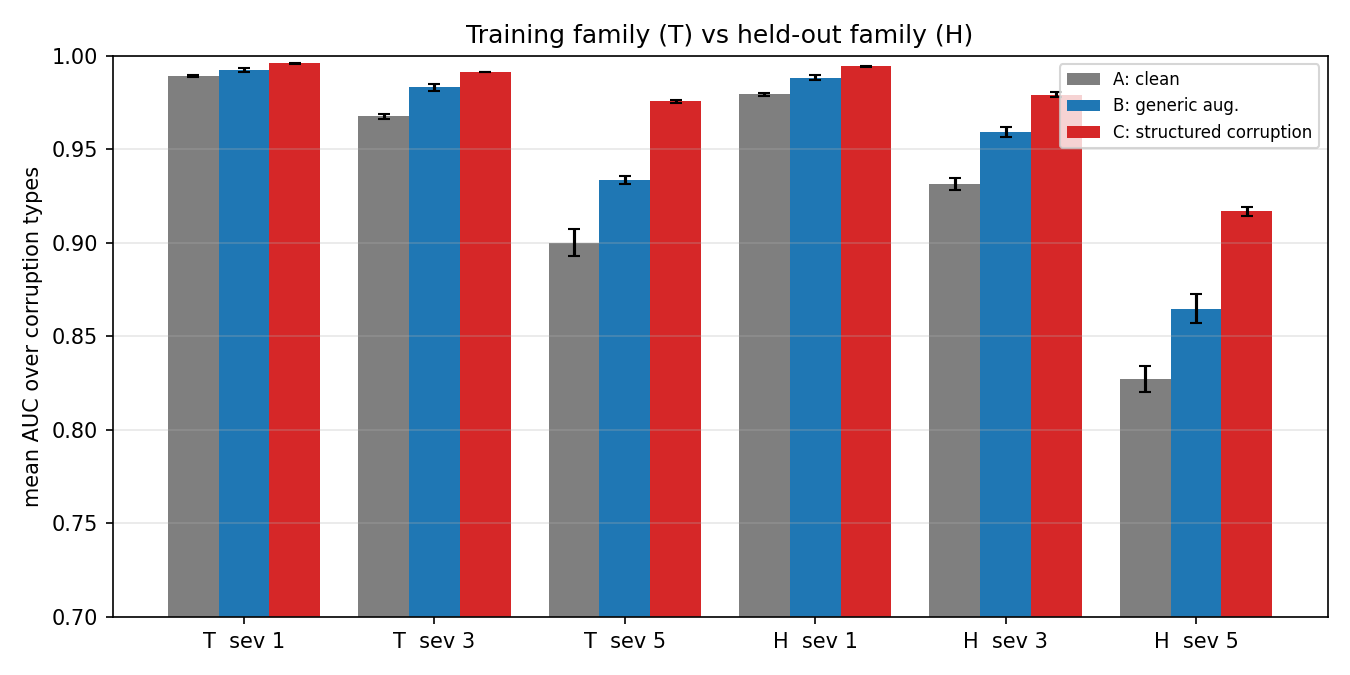 Training family (T) vs held-out family (H)
mean AUC over corruption types
1.00
0.95
0.90
0.85
0.80
0.75
0.70
A: clean
B: generic aug.
C: structured corruption
T sev 1
T sev 3
T sev 5
H sev 1
H sev 3
H sev 5